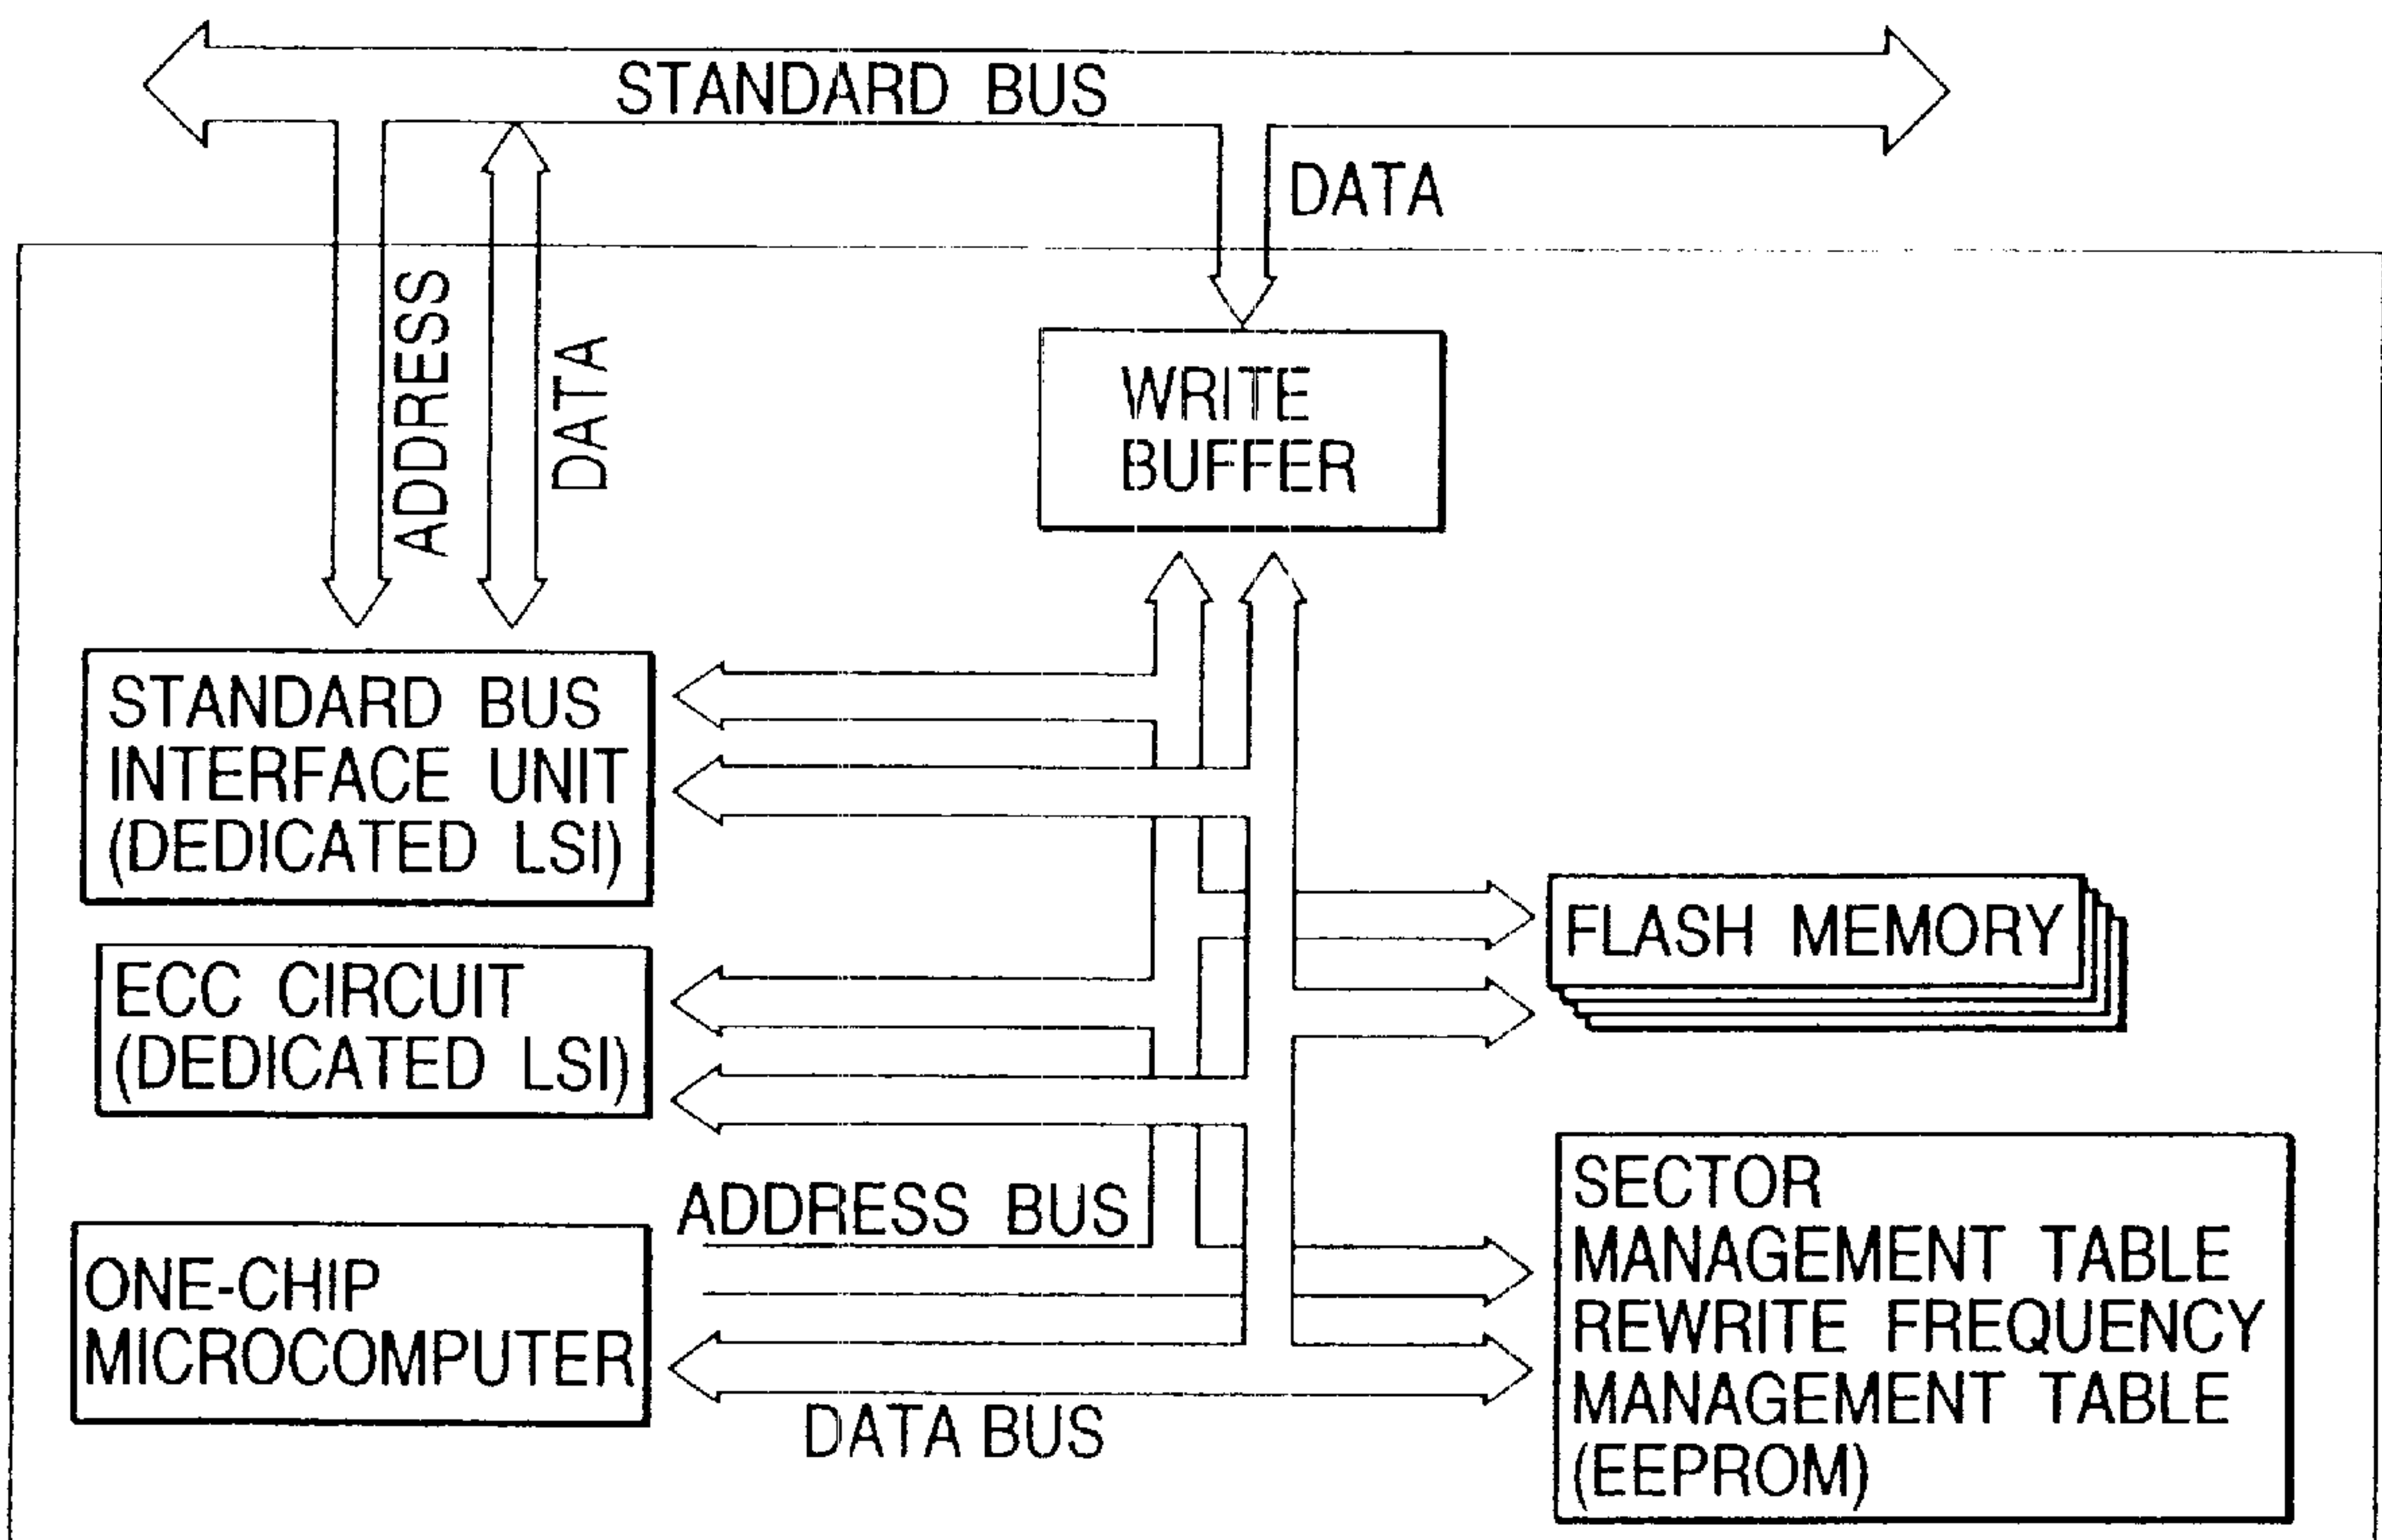 STANDARD BUS
DATA
ADDRESS
DATA
WRITE
BUFFER
STANDARD BUS
INTERFACE UNIT
(DEDICATED LSI)
FLASH MEMORY
ECC CIRCUIT
(DEDICATED LSI)
ADDRESS BUS
ONE-CHIP
MICROCOMPUTER
DATA BUS
SECTOR
MANAGEMENT TABLE
REWRITE FREQUENCY
MANAGEMENT TABLE
(EEPROM)